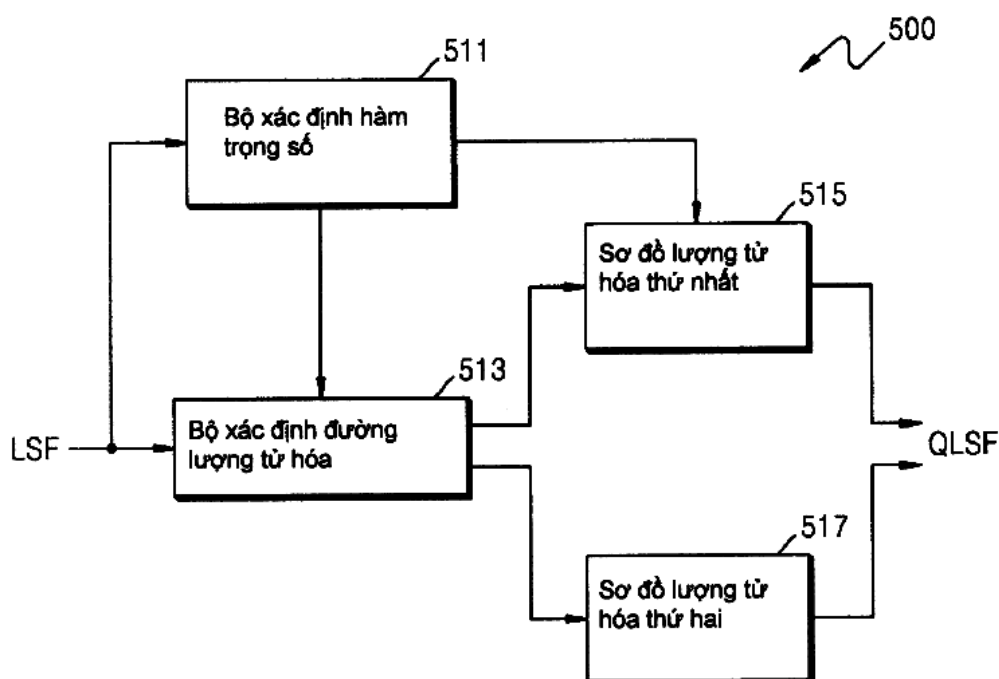 500
511
Bộ xác định hàm
trọng số
515
Sơ đồ lượng tử
hóa thứ nhất
513
Bộ xác định đường
lượng tử hóa
LSF
QLSF
517
Sơ đồ lượng tử
hóa thứ hai